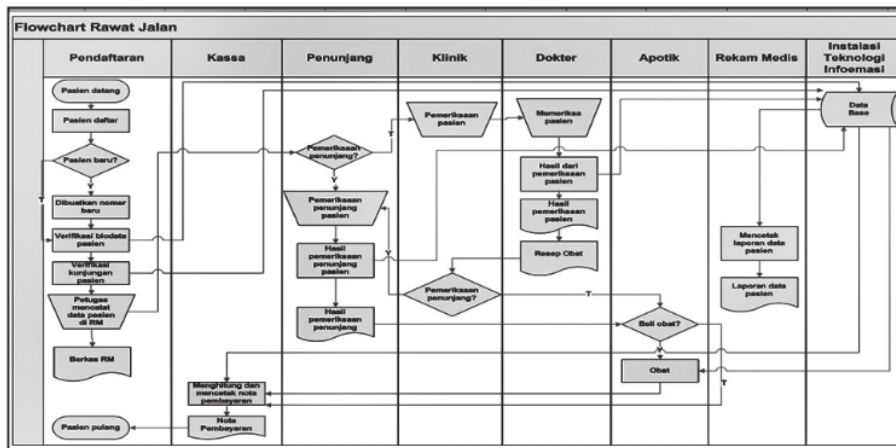 Flowchart Rawat Jalan
Pendaftaran
Kassa
Penunjang
Klinik
Dokter
Apotik
Rekam Medis
Instalasi
Teknologi
Infoemasi
Pasien datang
Pasien daftar
Pasien baru?
Y
T
Dibuatkan nomer
baru
Verifikasi biodata
pasien
Verifikasi
kunjungan
pasien
Petugas
mencatat
data pasien
di RM
Berkas RM
Pasien pulang
Menghitung dan
mencetak nota
pembeyaran
Nota
Pembayaran
Pemeriksaan
penunjang?
T
Y
Pemeriksaan
penunjang
pasien
Hasil
pemeriksaan
penunjang
pasien
Hasil
pemeriksaan
penunjang
Pemeriksaan
pasien
Y
Pemeriksaan
penunjang?
T
Memeriksa
pasien
Hasil dari
pemeriksaan
pasien
Hasil
pemeriksaan
pasien
Resep Obat
Beli obat?
Y
T
Obat
Mencetak
laporan data
pasien
Laporan data
pasien
Data
Base